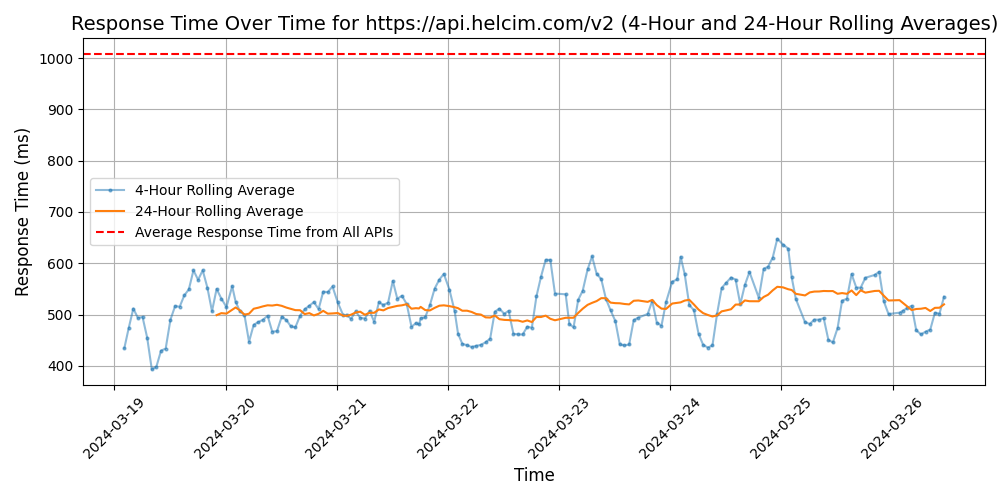 Response Time Over Time for https://api.helcim.com/v2 (4-Hour and 24-Hour Rolling Averages)
Response Time (ms)
1000
900
800
700
600
500
400
4-Hour Rolling Average
24-Hour Rolling Average
Average Response Time from All APIs
2024-03-19
2024-03-20
2024-03-21
2024-03-22
2024-03-23
2024-03-24
2024-03-25
2024-03-26
Time